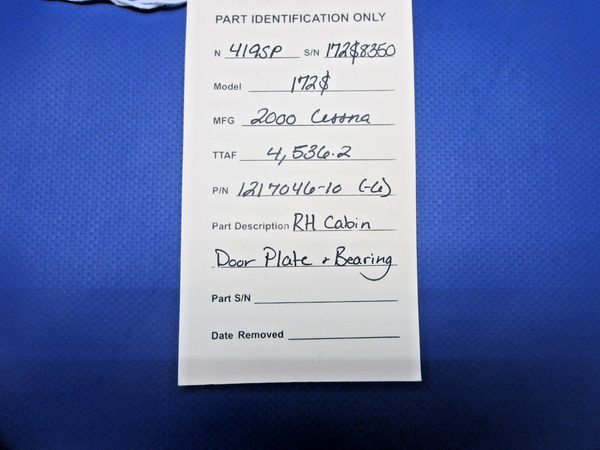 PART IDENTIFICATION ONLY
N 419SP S/N 172S8350
Model 172S
MFG 2000 Cessna
TTAF 4,536.2
P/N 1217046-10 (-6)
Part Description RH Cabin
Door Plate & Bearing
Part S/N
Date Removed